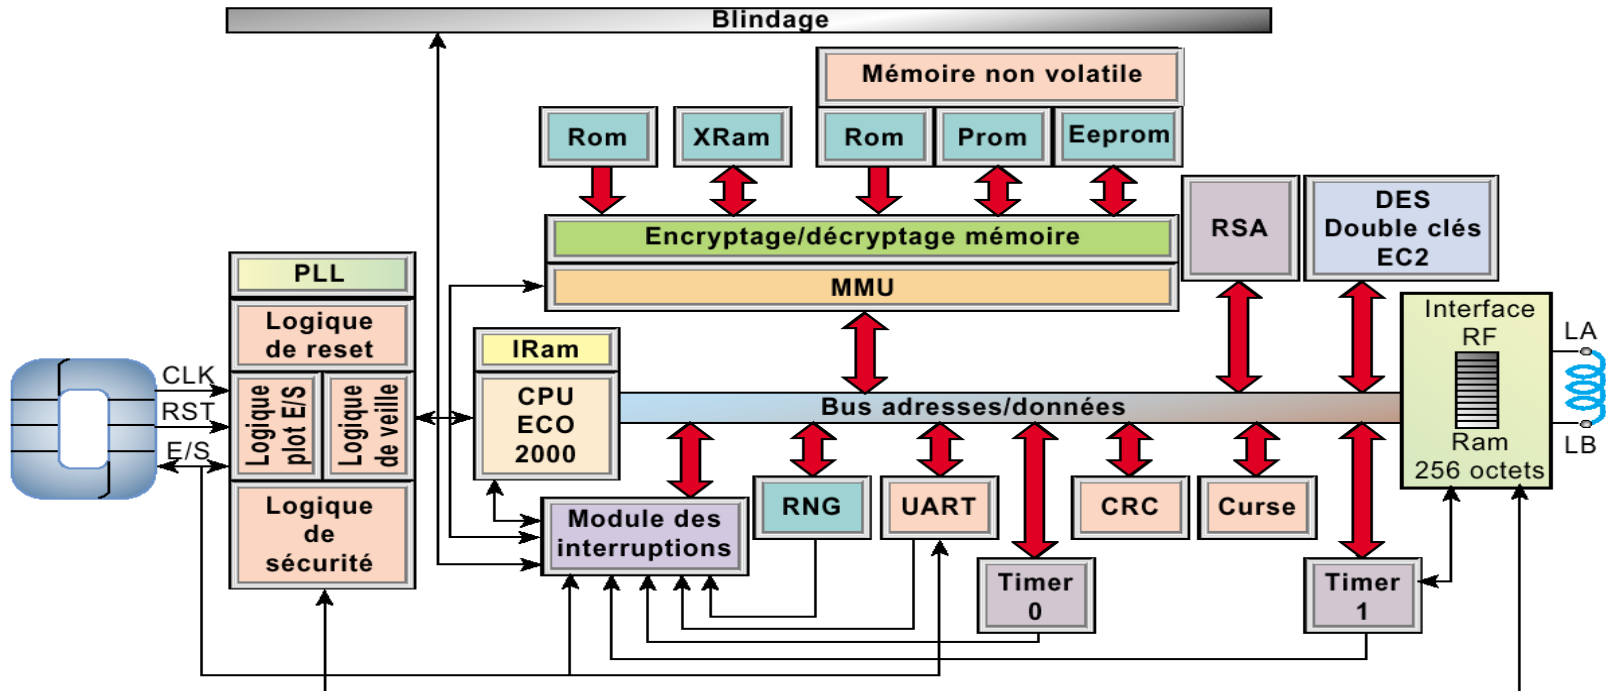 Blindage
Mémoire non volatile
Rom
XRam
Rom
Prom
Eeprom
Encryptage/décryptage mémoire
MMU
RSA
DES
Double clés
EC2
PLL
Logique
de reset
Logique
plot E/S
Logique
de veille
Logique
de
sécurité
CLK
RST
E/S
IRam
CPU
ECO
2000
Bus adresses/données
Interface
RF
Ram
256 octets
LA
LB
Module des
interruptions
RNG
UART
CRC
Curse
Timer
0
Timer
1